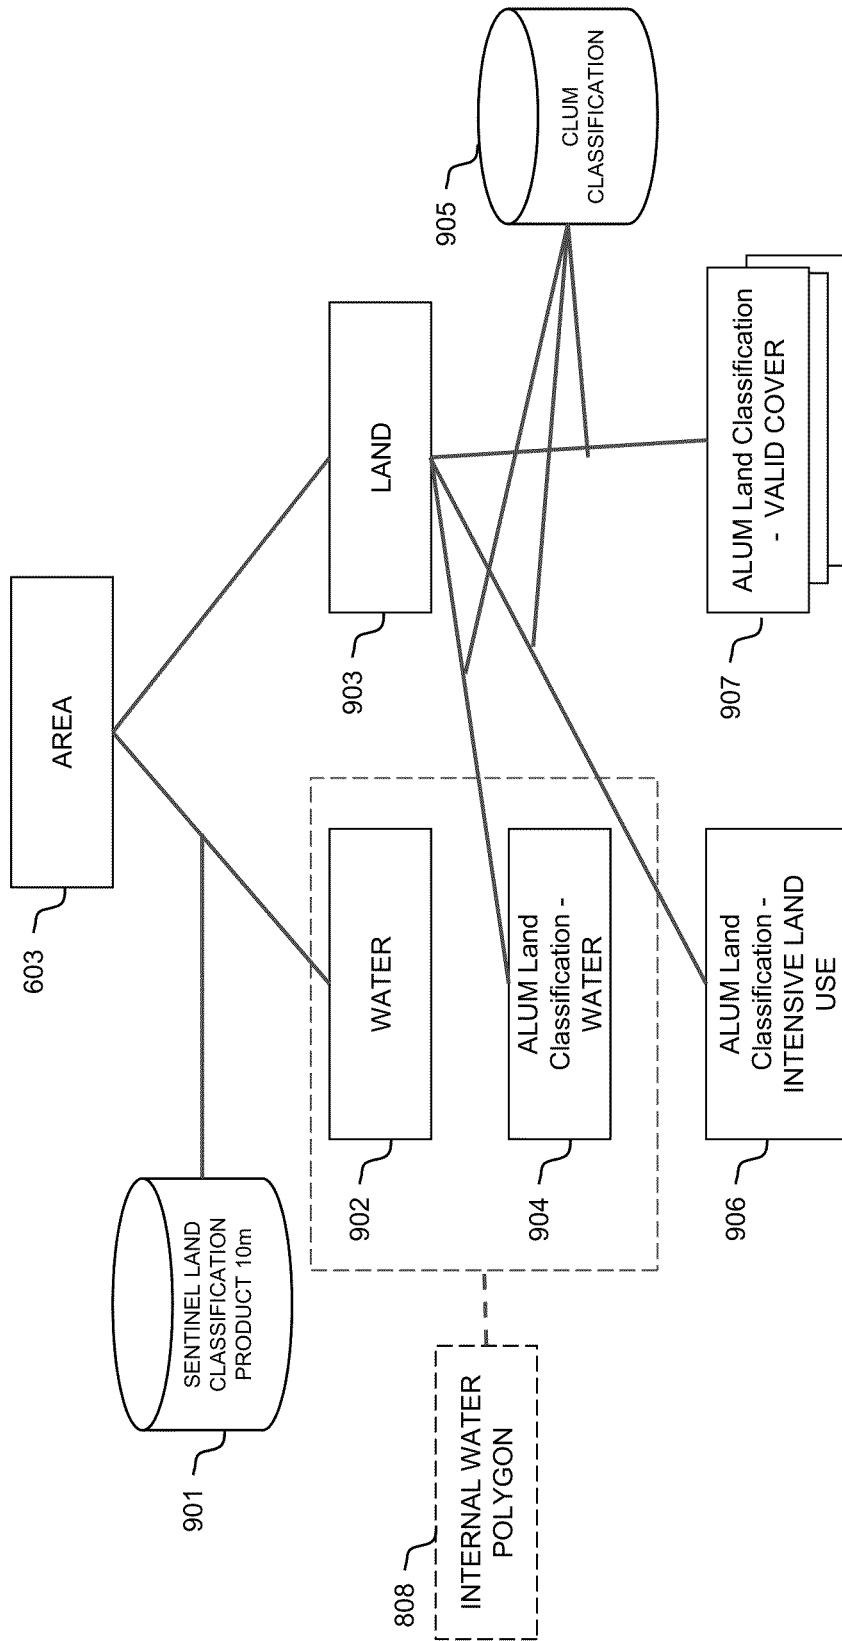 603
AREA
901
SENTINEL LAND
CLASSIFICATION
PRODUCT 10m
902
WATER
903
LAND
905
CLUM
CLASSIFICATION
808
INTERNAL WATER
POLYGON
904
ALUM Land
Classification -
WATER
906
ALUM Land
Classification -
INTENSIVE LAND
USE
907
ALUM Land Classification
- VALID COVER